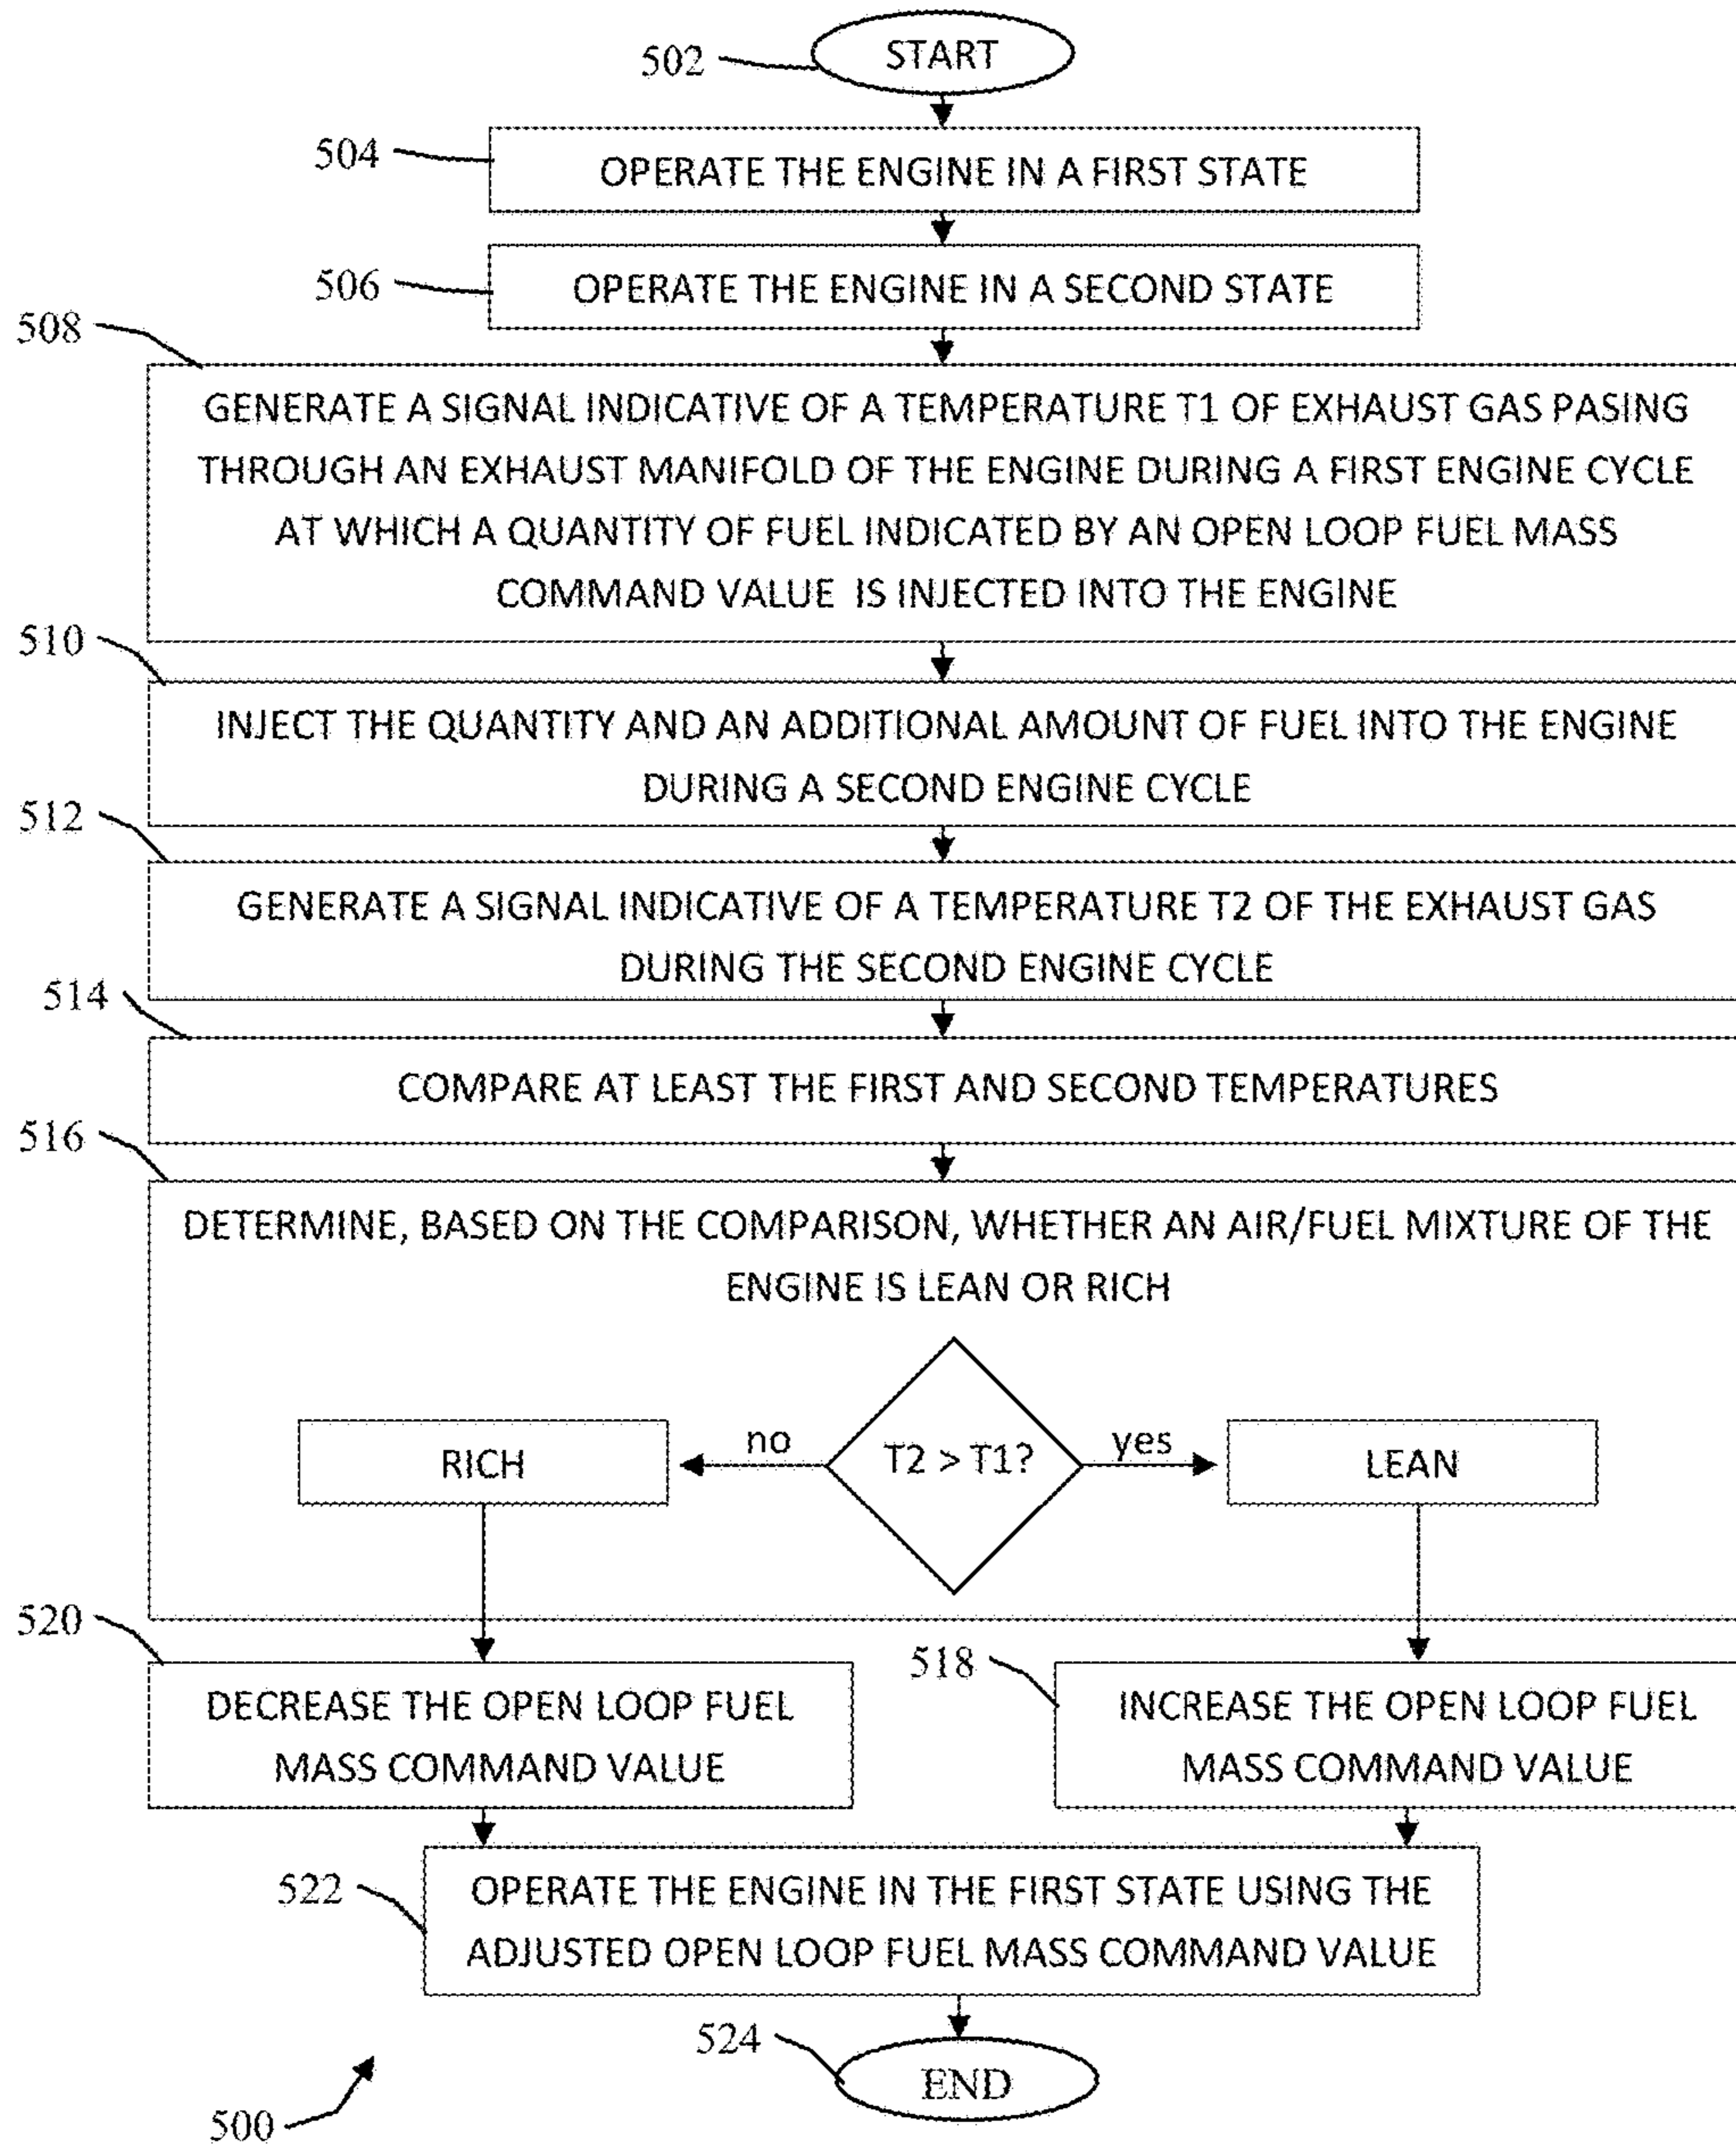 502
START
504
OPERATE THE ENGINE IN A FIRST STATE
506
OPERATE THE ENGINE IN A SECOND STATE
508
GENERATE A SIGNAL INDICATIVE OF A TEMPERATURE T1 OF EXHAUST GAS PASING
THROUGH AN EXHAUST MANIFOLD OF THE ENGINE DURING A FIRST ENGINE CYCLE
AT WHICH A QUANTITY OF FUEL INDICATED BY AN OPEN LOOP FUEL MASS
COMMAND VALUE IS INJECTED INTO THE ENGINE
510
INJECT THE QUANTITY AND AN ADDITIONAL AMOUNT OF FUEL INTO THE ENGINE
DURING A SECOND ENGINE CYCLE
512
GENERATE A SIGNAL INDICATIVE OF A TEMPERATURE T2 OF THE EXHAUST GAS
DURING THE SECOND ENGINE CYCLE
514
COMPARE AT LEAST THE FIRST AND SECOND TEMPERATURES
516
DETERMINE, BASED ON THE COMPARISON, WHETHER AN AIR/FUEL MIXTURE OF THE
ENGINE IS LEAN OR RICH
RICH
no
T2 > T1?
yes
LEAN
520
DECREASE THE OPEN LOOP FUEL
MASS COMMAND VALUE
518
INCREASE THE OPEN LOOP FUEL
MASS COMMAND VALUE
522
OPERATE THE ENGINE IN THE FIRST STATE USING THE
ADJUSTED OPEN LOOP FUEL MASS COMMAND VALUE
524
END
500